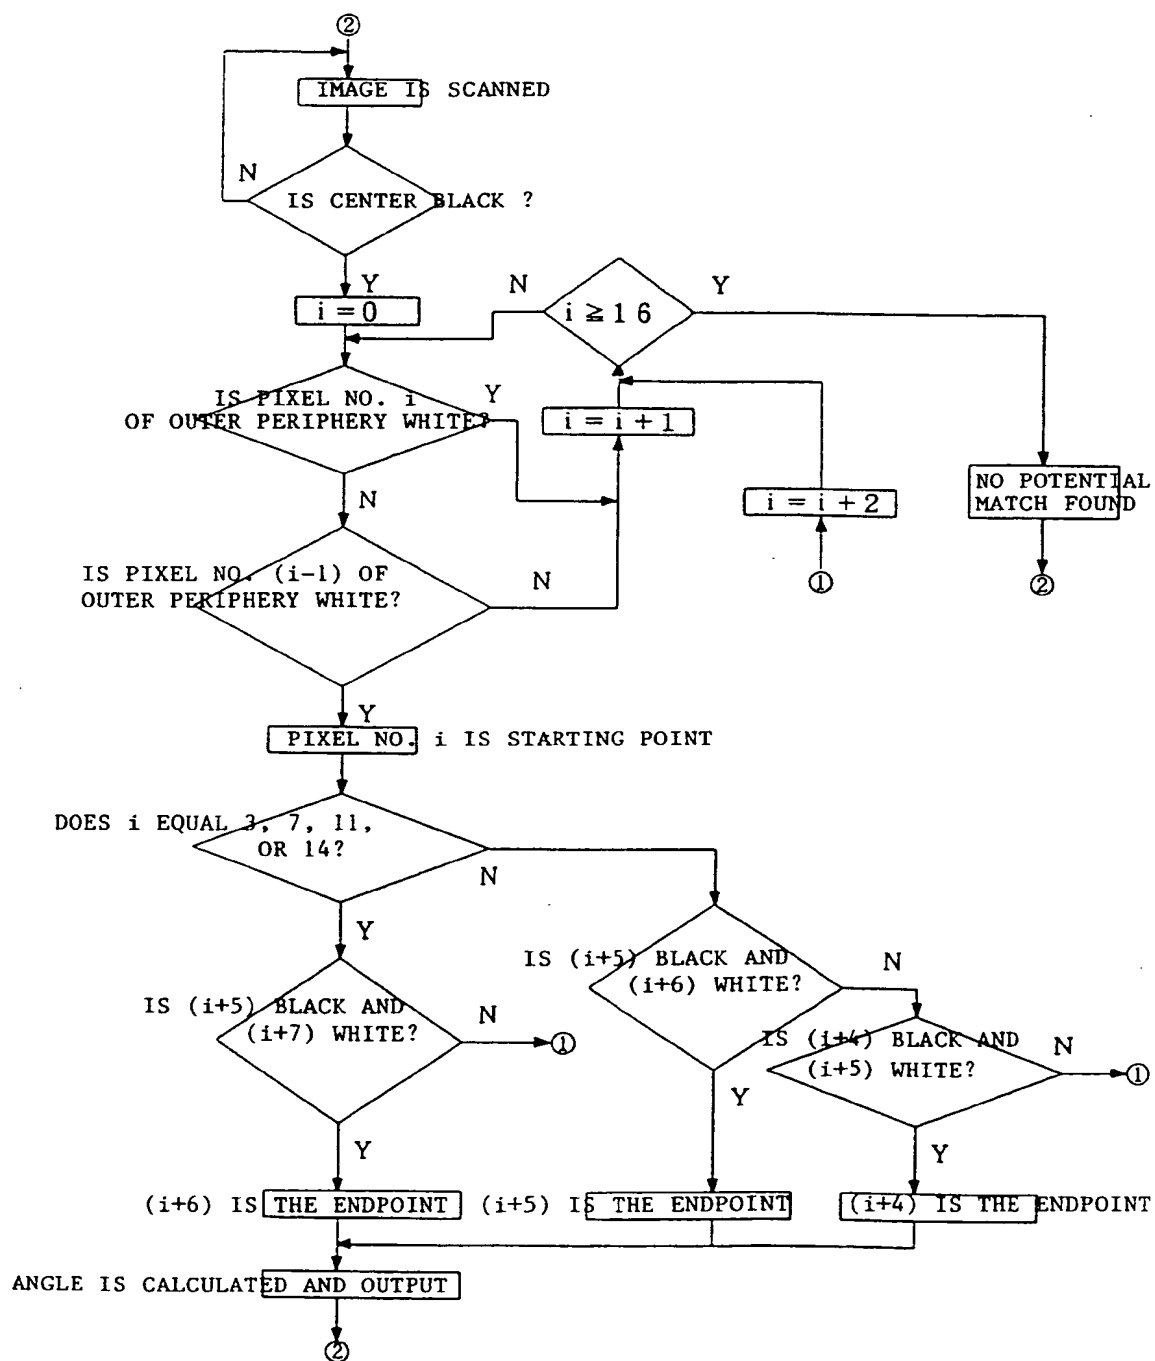 ②
IMAGE IS SCANNED
N
IS CENTER BLACK ?
Y
i = 0
N
i ≧ 1 6
Y
IS PIXEL NO. i
OF OUTER PERIPHERY WHITE?
Y
i = i + 1
N
i = i + 2
①
NO POTENTIAL
MATCH FOUND
②
IS PIXEL NO. (i-1) OF
OUTER PERIPHERY WHITE?
N
Y
PIXEL NO. i IS STARTING POINT
DOES i EQUAL 3, 7, 11,
OR 14?
N
Y
IS (i+5) BLACK AND
(i+7) WHITE?
N
①
IS (i+5) BLACK AND
(i+6) WHITE?
N
IS (i+4) BLACK AND
(i+5) WHITE?
N
①
Y
Y
Y
(i+6) IS THE ENDPOINT
(i+5) IS THE ENDPOINT
(i+4) IS THE ENDPOINT
ANGLE IS CALCULATED AND OUTPUT
②